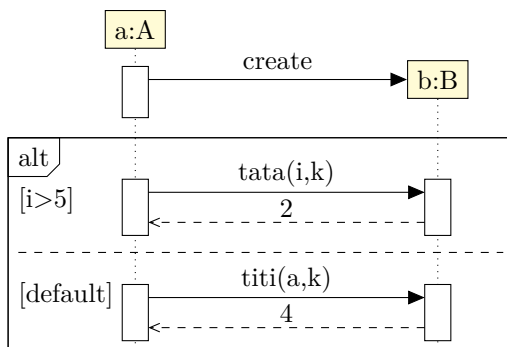 a:A
create
b:B
alt
tata(i,k)
[i>5]
2
titi(a,k)
[default]
4